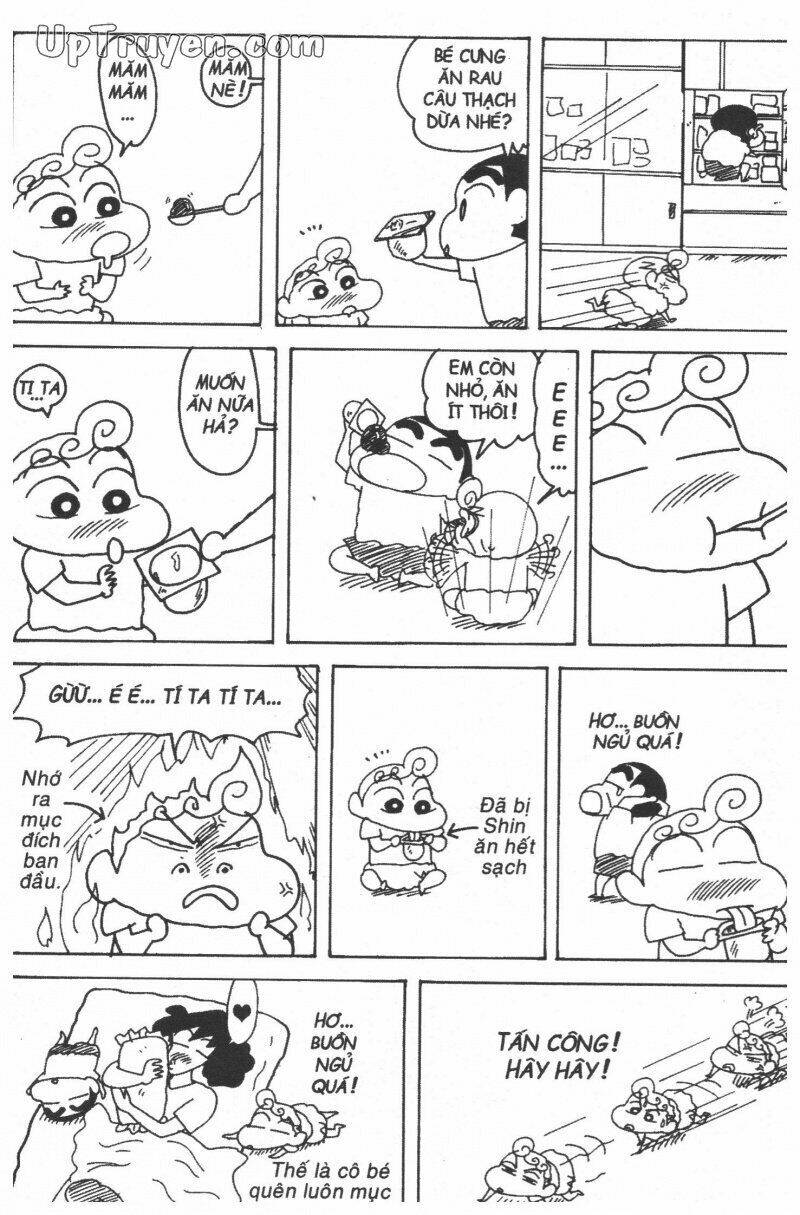 UpTruyen.com
BÉ CƯNG
ĂN RAU
CÂU THẠCH
DỪA NHÉ?
MĂM
NÈ!
MĂM
MĂM
...
E
E
E
...
EM CÒN
NHỎ, ĂN
ÍT THÔI!
MUỐN
ĂN NỮA
HẢ?
TI TA
...
HƠ... BUỒN
NGỦ QUÁ!
Đã bị
Shin
ăn hết
sạch
GỪỪ... É É... TÍ TA TÍ TA...
Nhớ
ra
mục
đích
ban
đầu.
TẤN CÔNG!
HÂY HÂY!
HƠ...
BUỒN
NGỦ
QUÁ!
Thế là cô bé
quên luôn mục